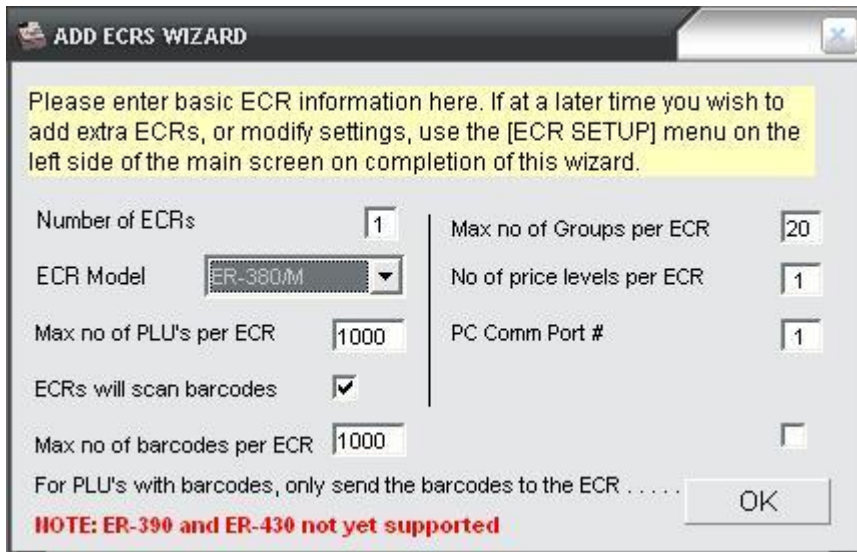 ADD ECRS WIZARD
Please enter basic ECR information here. If at a later time you wish to
add extra ECRs, or modify settings, use the [ECR SETUP] menu on the
left side of the main screen on completion of this wizard.
Number of ECRs 1
ECR Model ER-380/M
Max no of PLU's per ECR 1000
ECRs will scan barcodes
Max no of barcodes per ECR 1000
Max no of Groups per ECR 20
No of price levels per ECR 1
PC Comm Port # 1
For PLU's with barcodes, only send the barcodes to the ECR . . . . .
OK
NOTE: ER-390 and ER-430 not yet supported